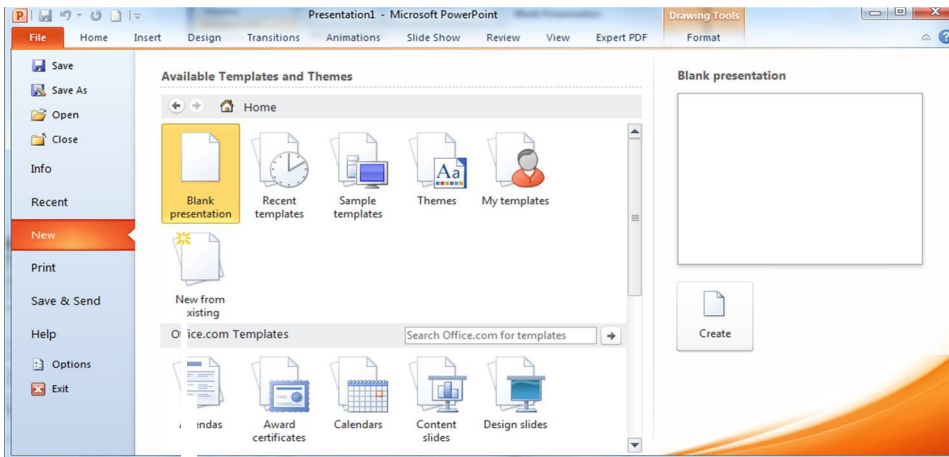 Presentation1 - Microsoft PowerPoint
Drawing Tools
File Home Insert Design Transitions Animations Slide Show Review View Expert PDF Format
Save
Save As
Open
Close
Info
Recent
New
Print
Save & Send
Help
Options
Exit
Available Templates and Themes
Home
Blank presentation
Recent templates
Sample templates
Themes
My templates
New from
xisting
O ice.com Templates
Search Office.com for templates
A endas
Award certificates
Calendars
Content slides
Design slides
Blank presentation
Create